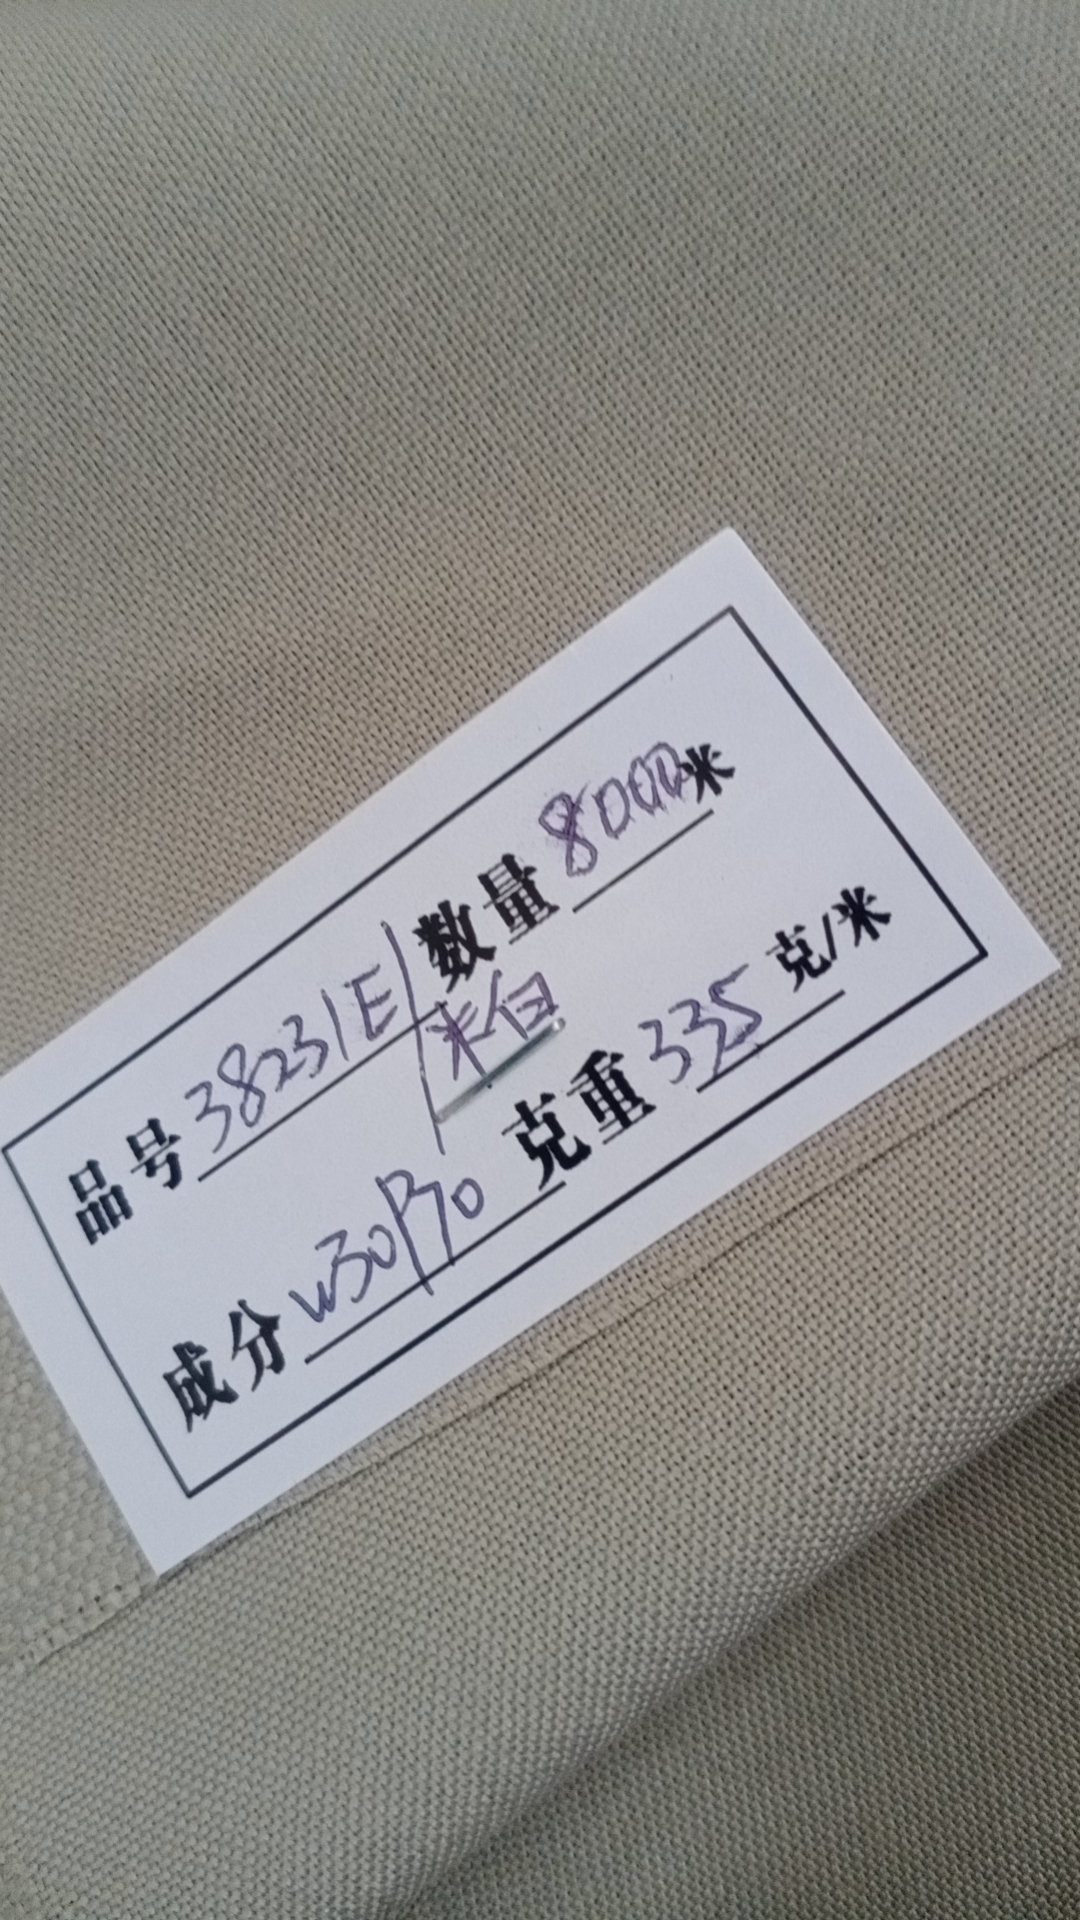 品号 38231E/ 数量 8000米
米白
成分 W30P70 克重 335 克/米